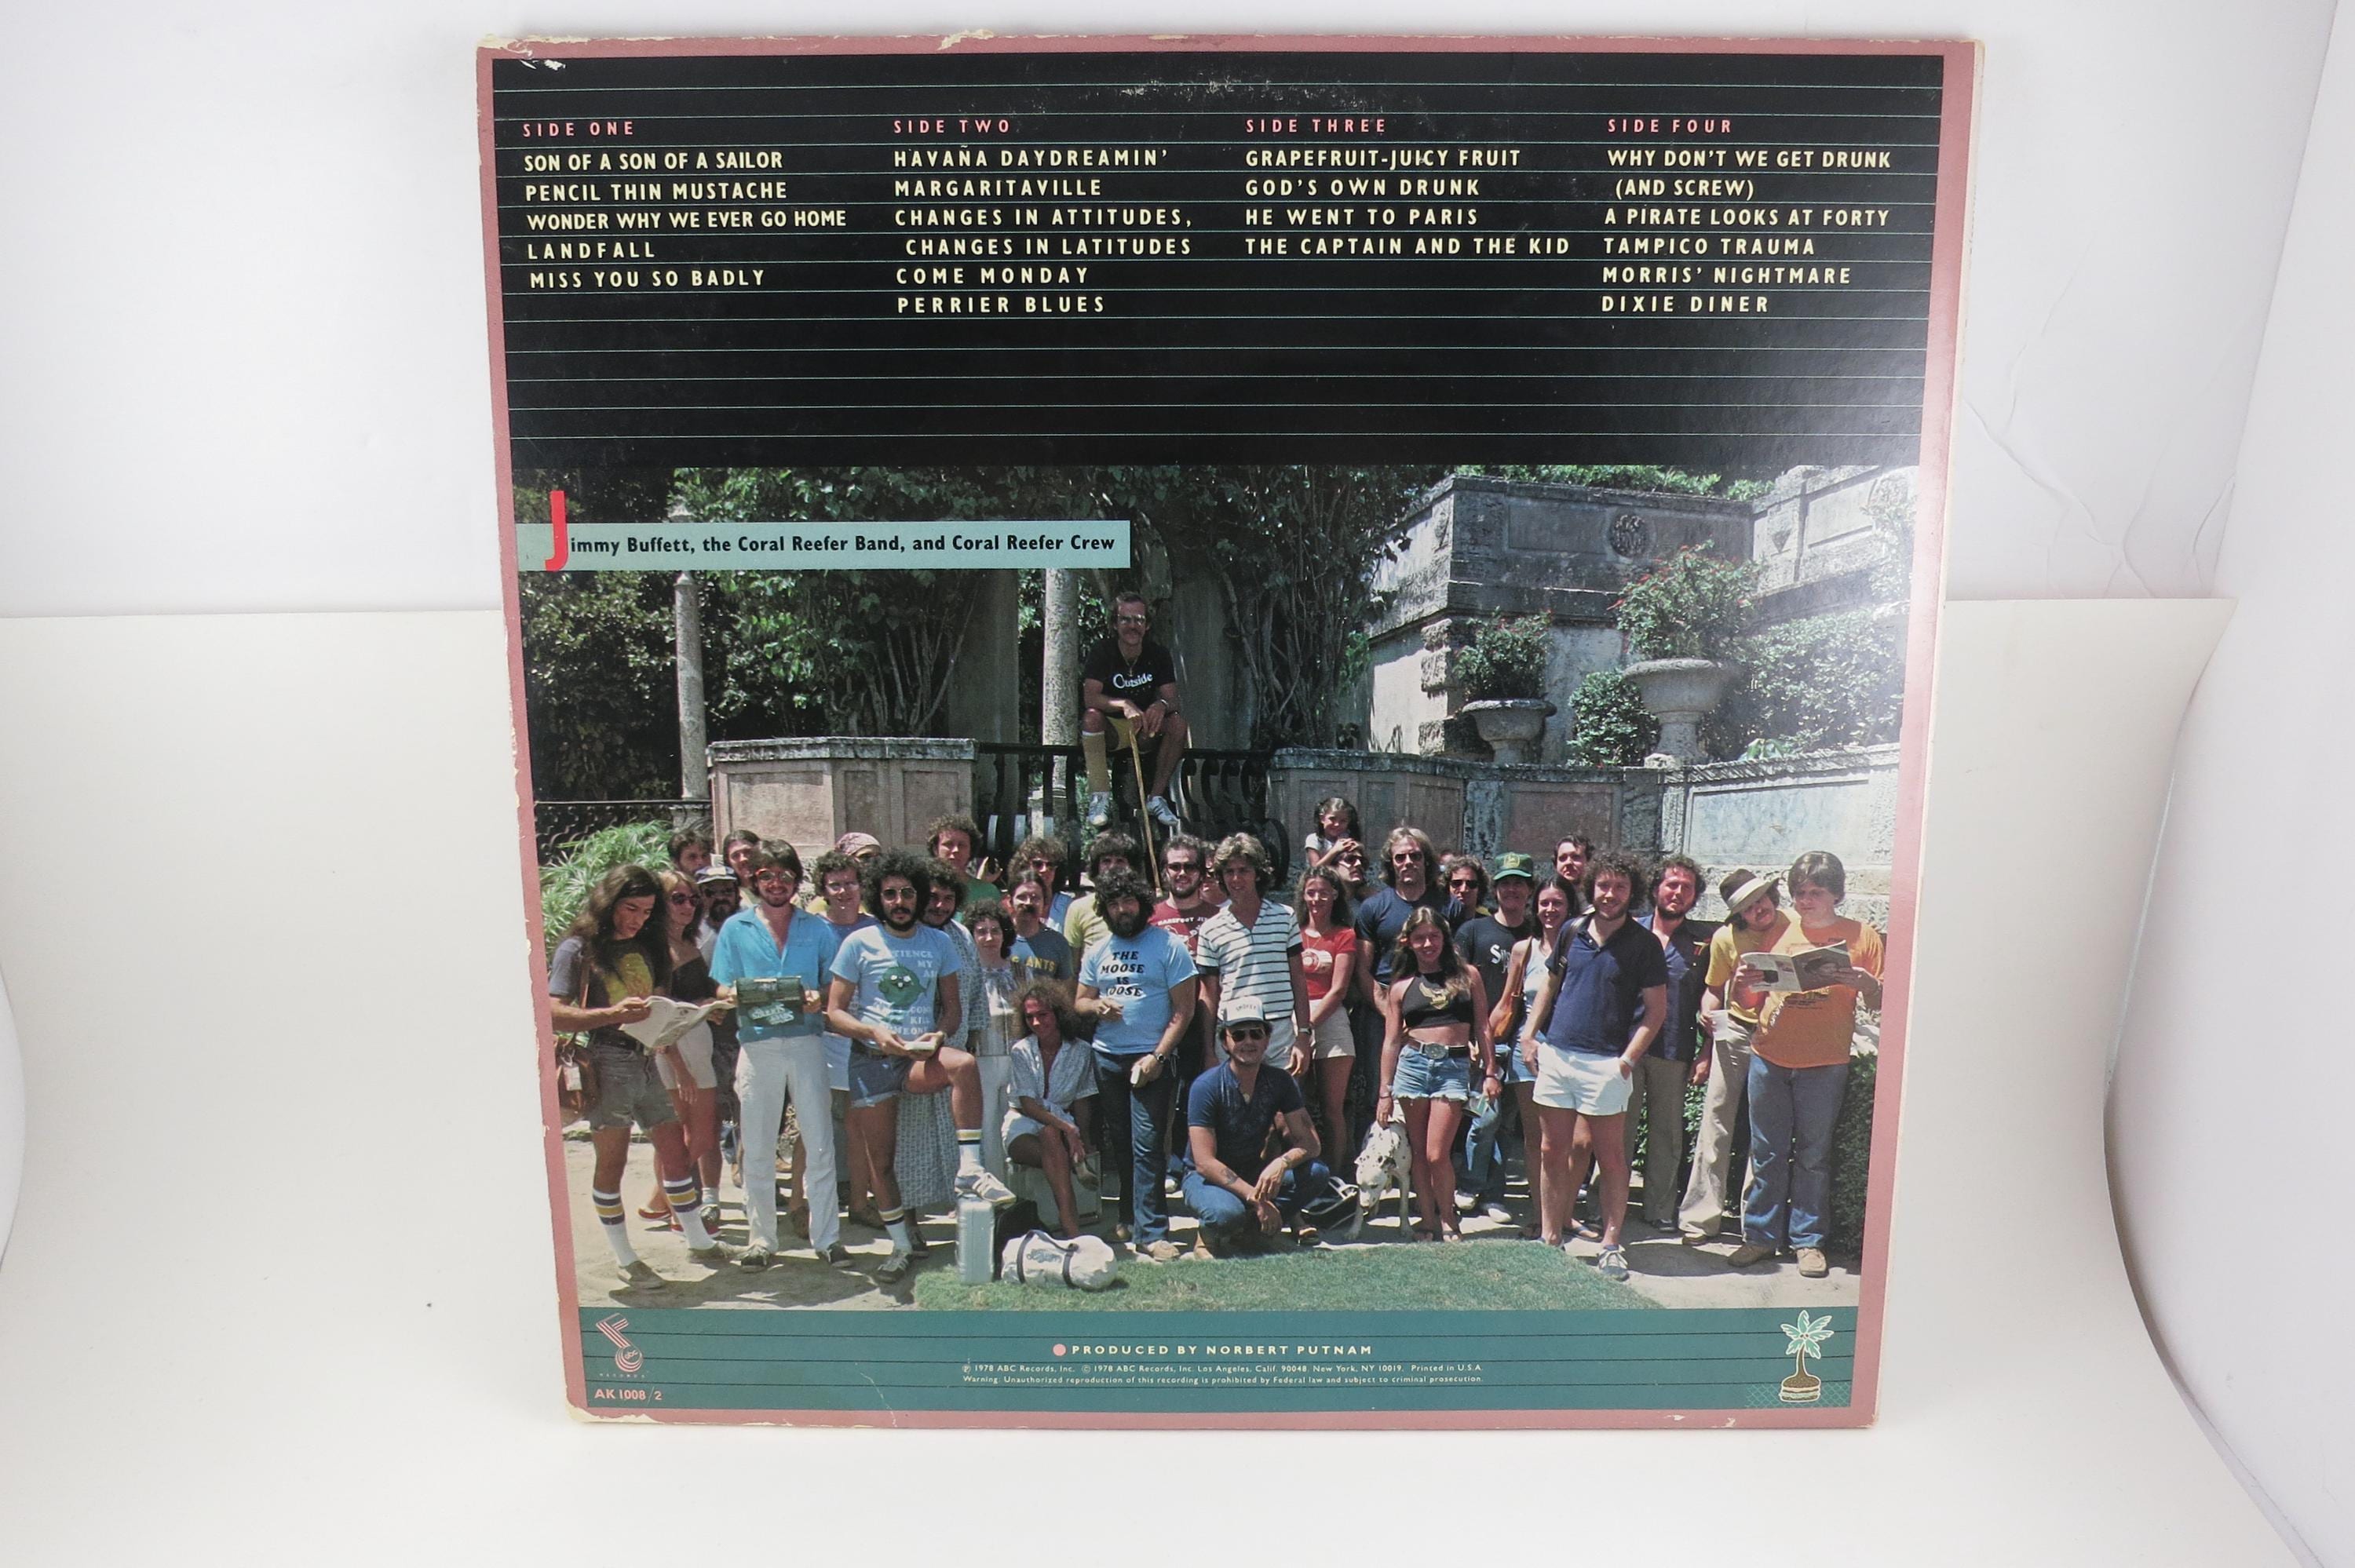 SIDE ONE
SON OF A SON OF A SAILOR
PENCIL THIN MUSTACHE
WONDER WHY WE EVER GO HOME
LANDFALL
MISS YOU SO BADLY
SIDE TWO
HAVAÑA DAYDREAMIN'
MARGARITAVILLE
CHANGES IN ATTITUDES,
CHANGES IN LATITUDES
COME MONDAY
PERRIER BLUES
SIDE THREE
GRAPEFRUIT-JUICY FRUIT
GOD'S OWN DRUNK
HE WENT TO PARIS
THE CAPTAIN AND THE KID
SIDE FOUR
WHY DON'T WE GET DRUNK
(AND SCREW)
A PIRATE LOOKS AT FORTY
TAMPICO TRAUMA
MORRIS' NIGHTMARE
DIXIE DINER
Jimmy Buffett, the Coral Reefer Band, and Coral Reefer Crew
Outside
THE
MOOSE
IS
LOOSE
abc
RECORDS
AK 1008/2
PRODUCED BY NORBERT PUTNAM
℗ 1978 ABC Records, Inc. © 1978 ABC Records, Inc. Los Angeles, Calif. 90048. New York, NY 10019. Printed in U.S.A.
Warning: Unauthorized reproduction of this recording is prohibited by Federal law and subject to criminal prosecution.